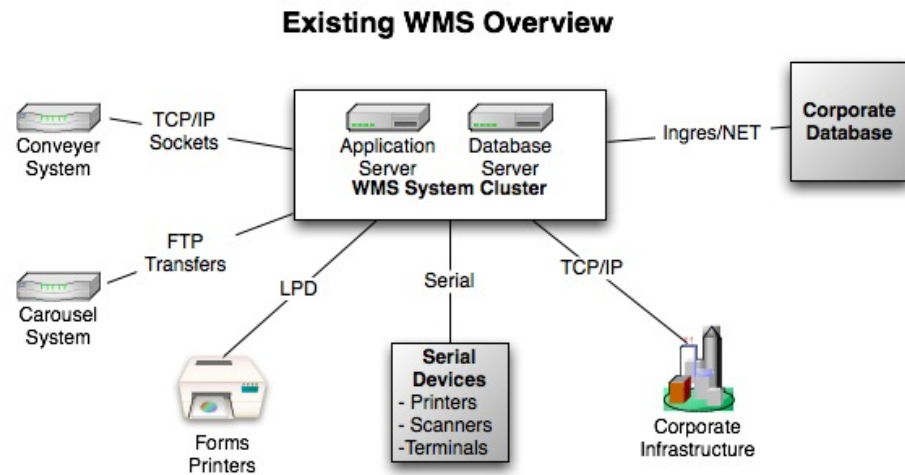 Existing WMS Overview
Conveyer
System
TCP/IP
Sockets
Application
Server
Database
Server
WMS System Cluster
Ingres/NET
Corporate
Database
Carousel
System
FTP
Transfers
LPD
Serial
TCP/IP
Forms
Printers
Serial
Devices
- Printers
- Scanners
-Terminals
Corporate
Infrastructure